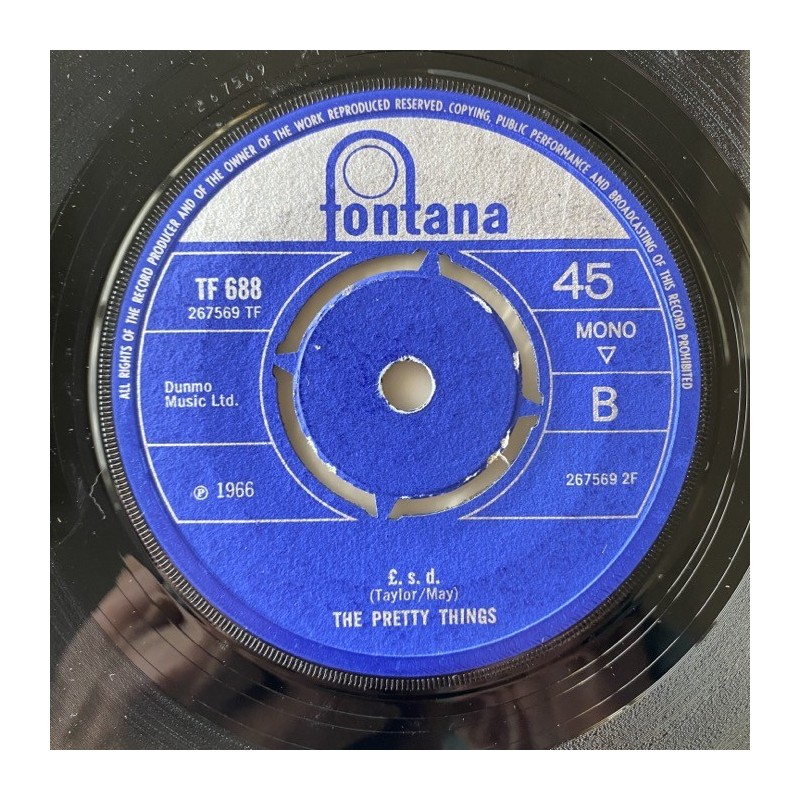 267569
ALL RIGHTS OF THE RECORD PRODUCER AND OF THE OWNER OF THE WORK REPRODUCED RESERVED. COPYING, PUBLIC PERFORMANCE AND BROADCASTING OF THIS RECORD PROHIBITED
fontana
TF 688
267569 TF
45
MONO
Dunmo
Music Ltd.
B
℗ 1966
267569 2F
£. s. d.
(Taylor/May)
THE PRETTY THINGS